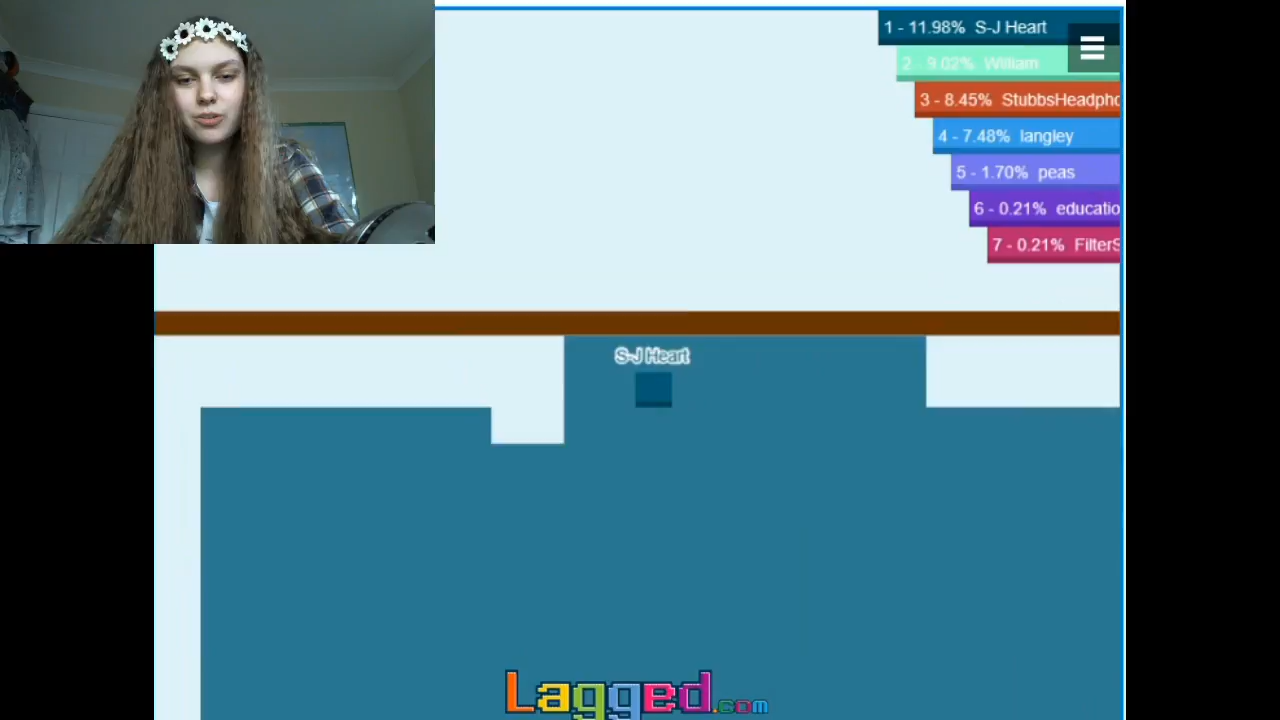 1 - 11.98% S-J Heart
2 - 9.02% William
3 - 8.45% StubbsHeadpho
4 - 7.48% langley
5 - 1.70% peas
6 - 0.21% educatio
7 - 0.21% FilterS
S-J Heart
Lagged.com